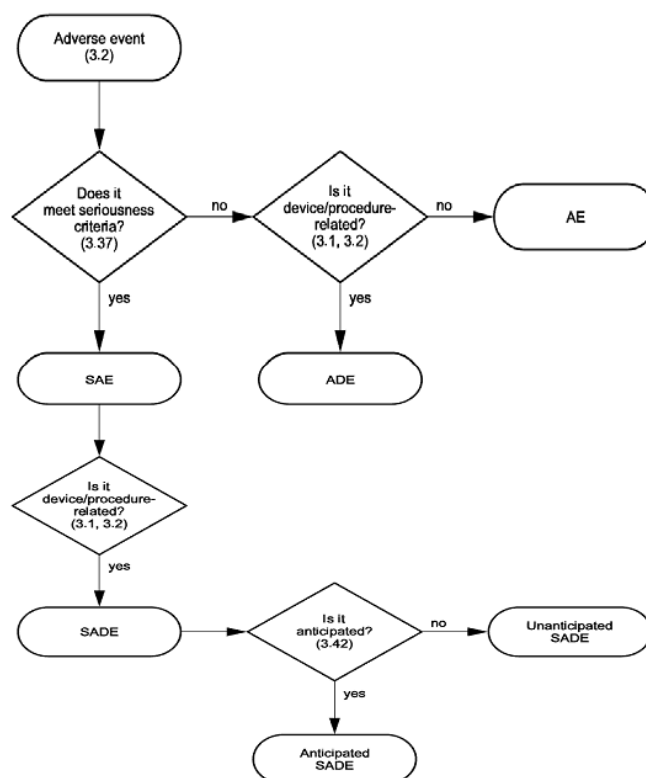 Adverse event
(3.2)
Does it
meet seriousness
criteria?
(3.37)
no
Is it
device/procedure-
related?
(3.1, 3.2)
no
AE
yes
yes
SAE
ADE
Is it
device/procedure-
related?
(3.1, 3.2)
yes
SADE
Is it
anticipated?
(3.42)
no
Unanticipated
SADE
yes
Anticipated
SADE